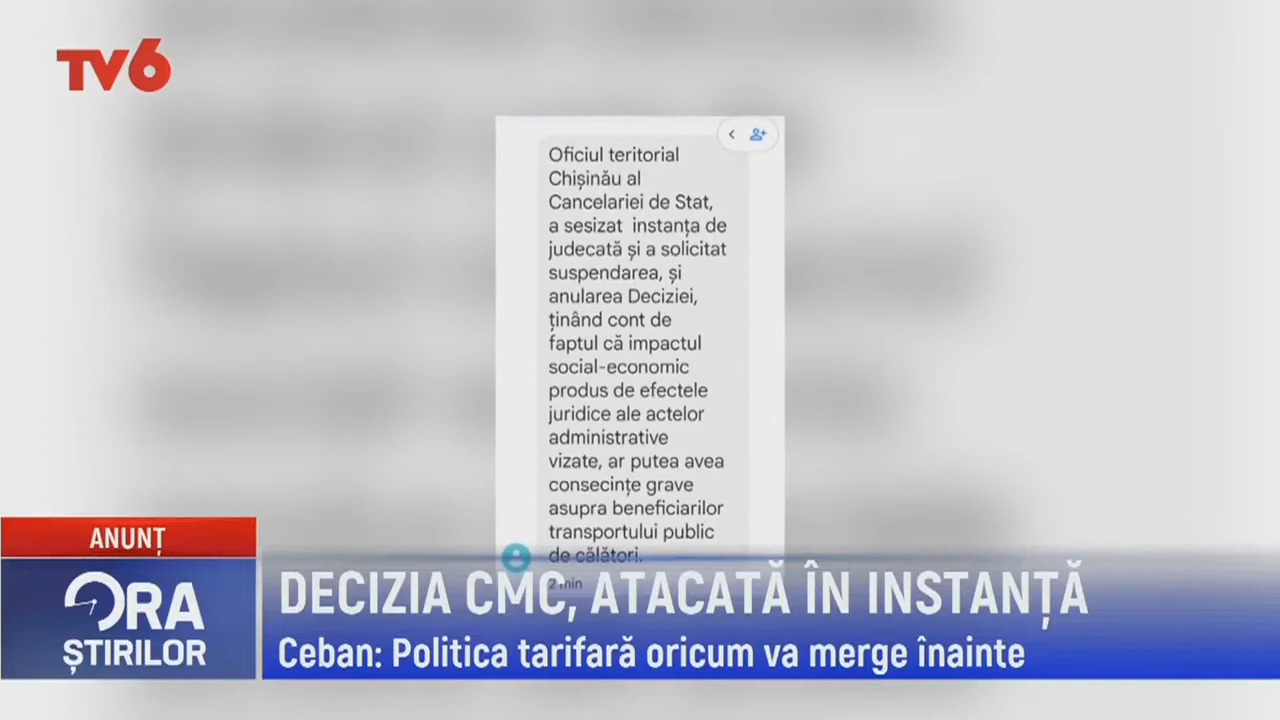 TV6
Oficiul teritorial
Chișinău al
Cancelariei de Stat,
a sesizat instanța de
judecată și a solicitat
suspendarea, și
anularea Deciziei,
ținând cont de
faptul că impactul
social-economic
produs de efectele
juridice ale actelor
administrative
vizate, ar putea avea
consecințe grave
asupra beneficiarilor
transportului public
de călători.
2 min
ANUNȚ
ORA
ȘTIRILOR
DECIZIA CMC, ATACATĂ ÎN INSTANȚĂ
Ceban: Politica tarifară oricum va merge înainte